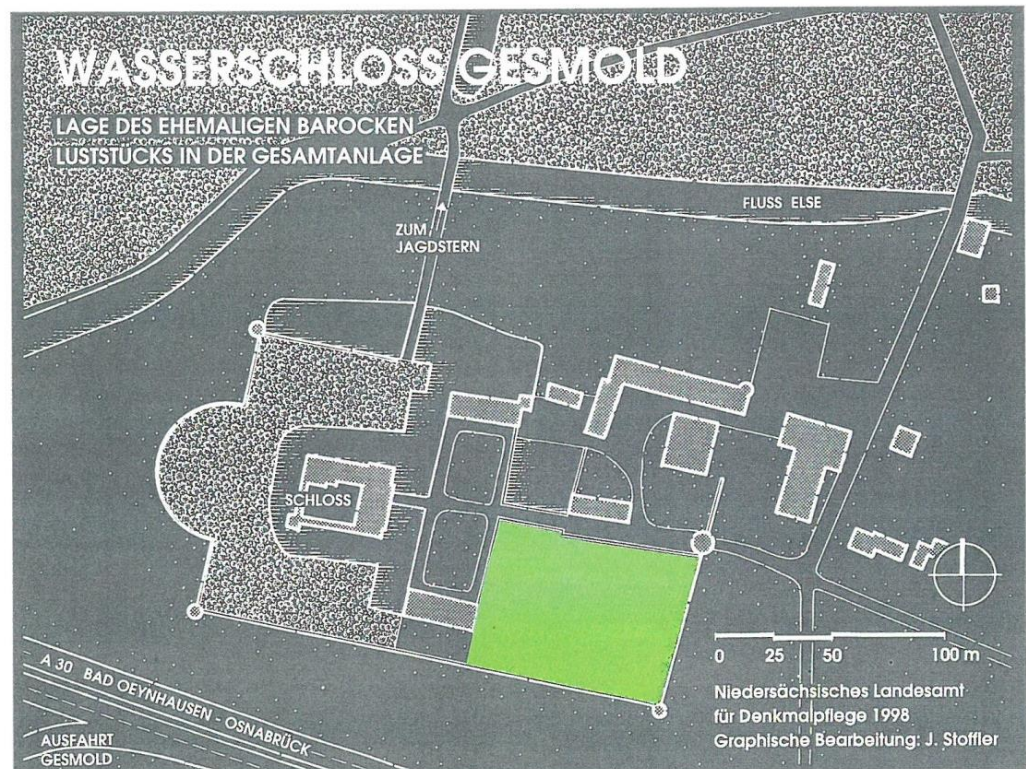 WASSERSCHLOSS GESMOLD
LAGE DES EHEMALIGEN BAROCKEN
LUSTSTÜCKS IN DER GESAMTANLAGE
FLUSS ELSE
ZUM
JAGDSTERN
SCHLOSS
0 25 50 100 m
A 30 BAD OEYNHAUSEN - OSNABRÜCK
AUSFAHRT
GESMOLD
Niedersächsisches Landesamt
für Denkmalpflege 1998
Graphische Bearbeitung: J. Stoffler